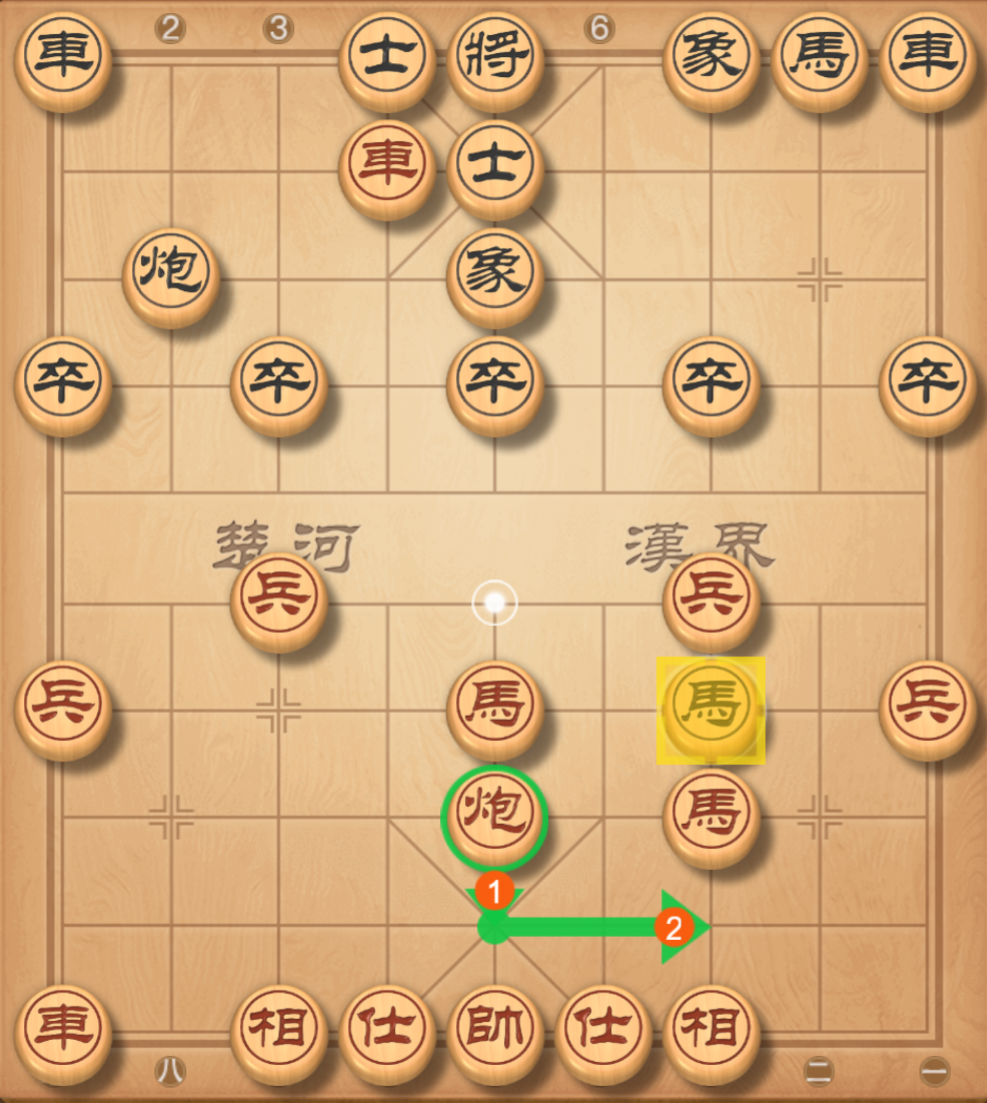 2 3 6
車 士 將 象 馬 車
車 士
炮 象
卒 卒 卒 卒 卒
楚河 漢界
兵 兵
兵 馬 馬 兵
炮 馬
1
2
車 相 仕 帥 仕 相
八 二 一